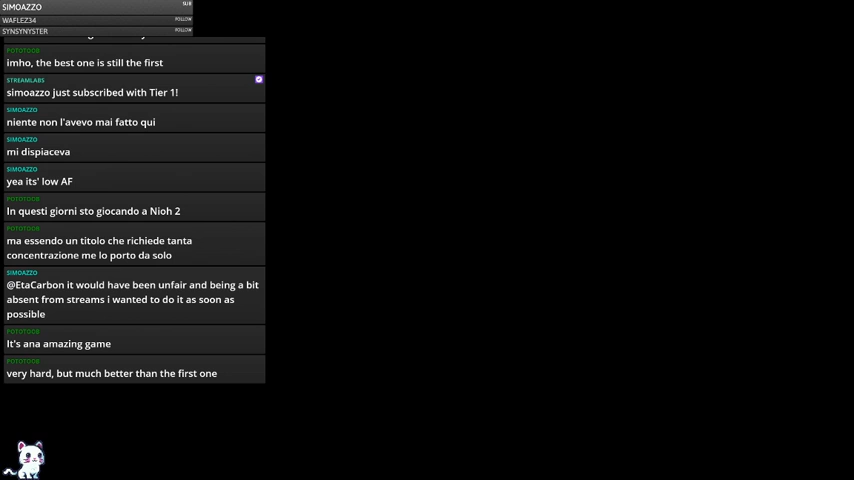 SIMOAZZO
SUB
WAFLEZ34
FOLLOW
SYNSYNYSTER
FOLLOW
POTOTOOB
imho, the best one is still the first
STREAMLABS
simoazzo just subscribed with Tier 1!
SIMOAZZO
niente non l'avevo mai fatto qui
SIMOAZZO
mi dispiaceva
SIMOAZZO
yea its' low AF
POTOTOOB
In questi giorni sto giocando a Nioh 2
POTOTOOB
ma essendo un titolo che richiede tanta
concentrazione me lo porto da solo
SIMOAZZO
@EtaCarbon it would have been unfair and being a bit
absent from streams i wanted to do it as soon as
possible
POTOTOOB
It's ana amazing game
POTOTOOB
very hard, but much better than the first one